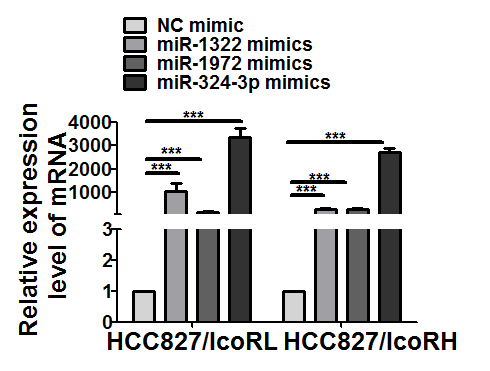 NC mimic
miR-1322 mimics
miR-1972 mimics
miR-324-3p mimics
Relative expression
level of mRNA
4000
3000
2000
1000
3
2
1
0
***
***
***
***
***
***
HCC827/IcoRL
HCC827/IcoRH